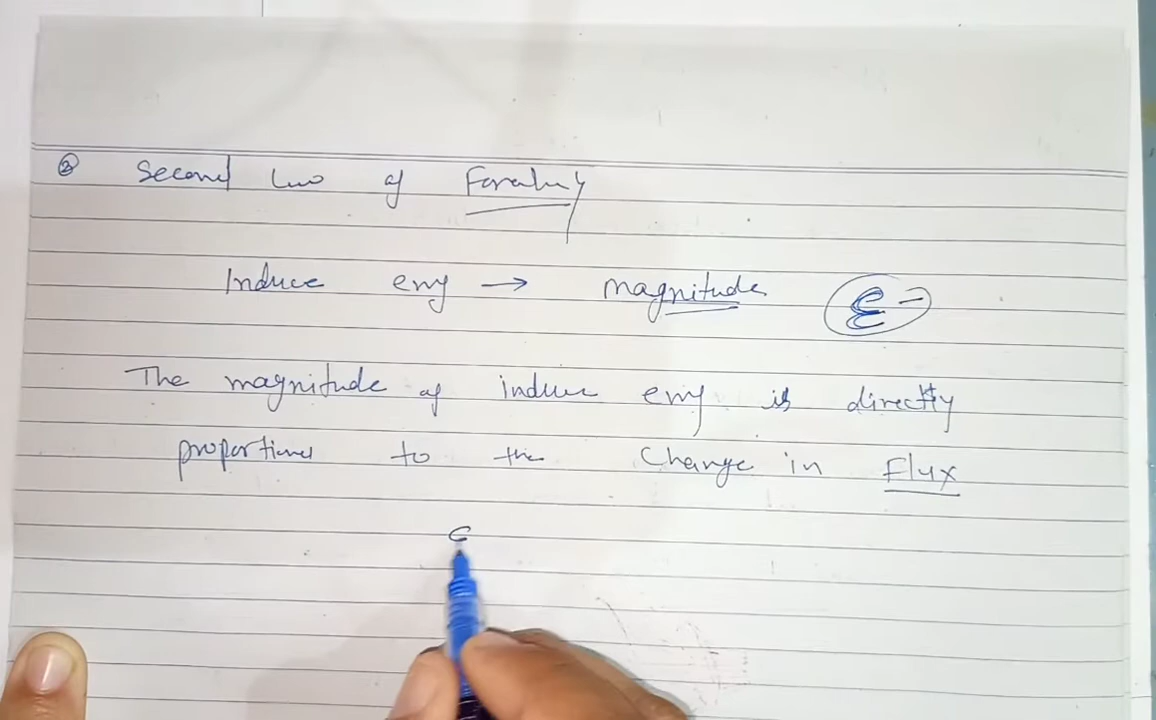 ② Second Law of Faraday
Induce emf → magnitude ε -
The magnitude of induce emf is directly
proportional to the change in Flux
ε